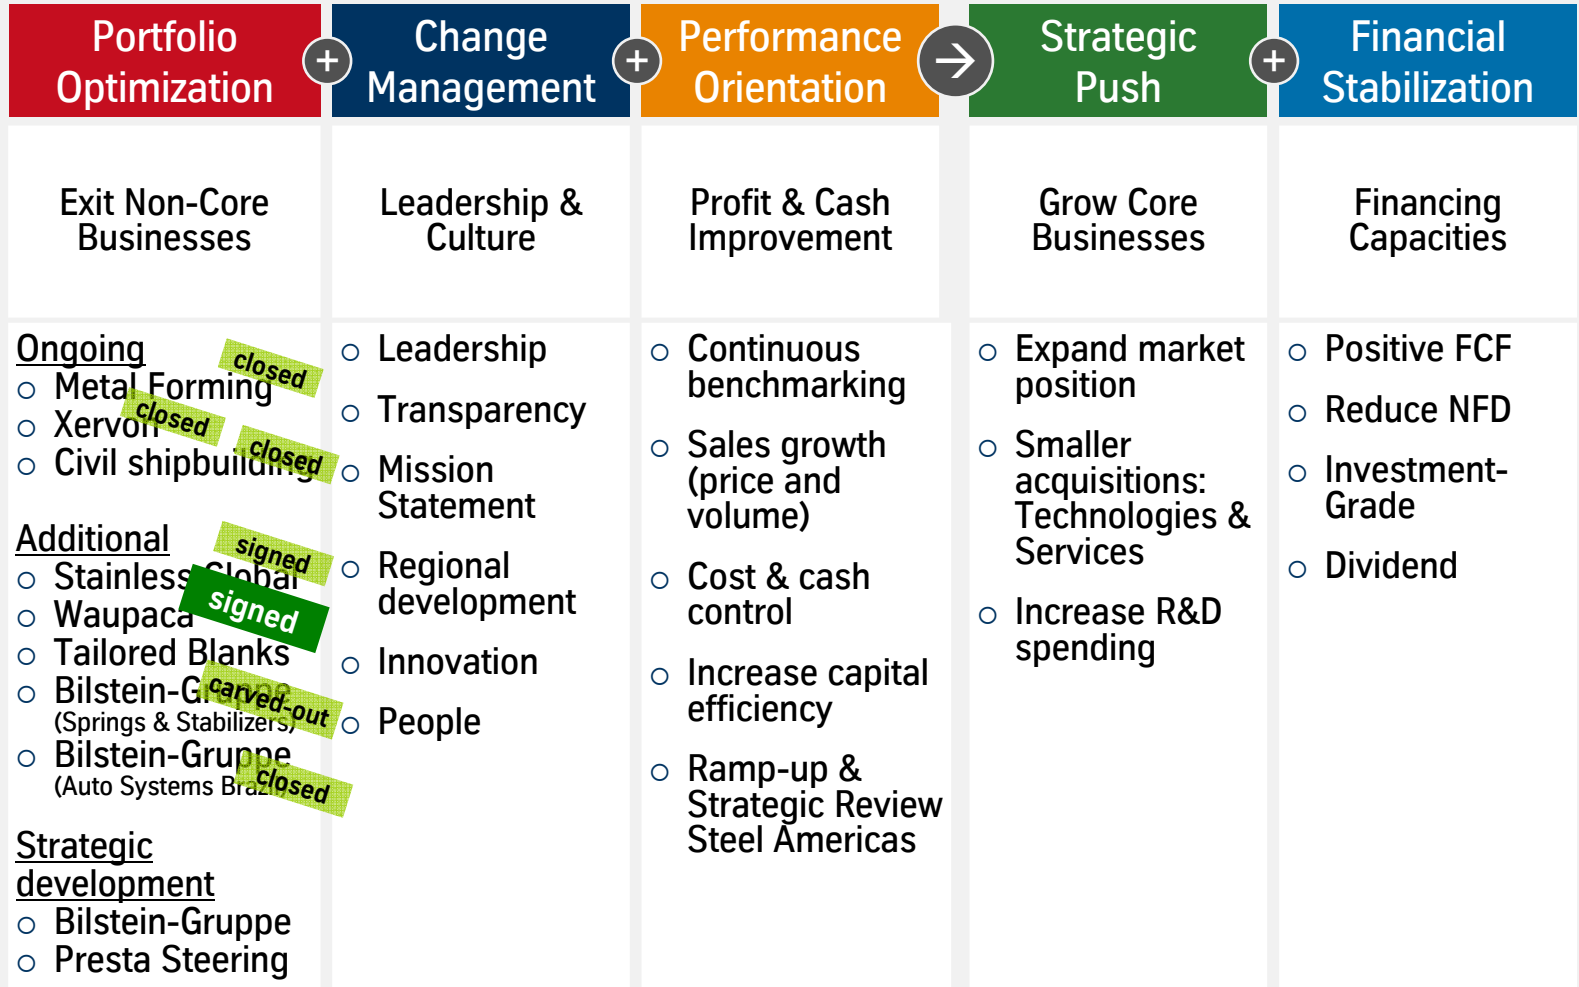 Portfolio
Optimization
+
Change
Management
+
Performance
Orientation
→
Strategic
Push
+
Financial
Stabilization
Exit Non-Core
Businesses
Leadership &
Culture
Profit & Cash
Improvement
Grow Core
Businesses
Financing
Capacities
Ongoing
closed
Metal Forming
Xervon
closed
Civil shipbuilding
closed
Additional
signed
Stainless Global
Waupaca
signed
Tailored Blanks
Bilstein-Gruppe
carved-out
(Springs & Stabilizers)
Bilstein-Gruppe
(Auto Systems Brazil)
closed
Strategic
development
Bilstein-Gruppe
Presta Steering
Leadership
Transparency
Mission
Statement
Regional
development
Innovation
People
Continuous
benchmarking
Sales growth
(price and
volume)
Cost & cash
control
Increase capital
efficiency
Ramp-up &
Strategic Review
Steel Americas
Expand market
position
Smaller
acquisitions:
Technologies &
Services
Increase R&D
spending
Positive FCF
Reduce NFD
Investment-
Grade
Dividend